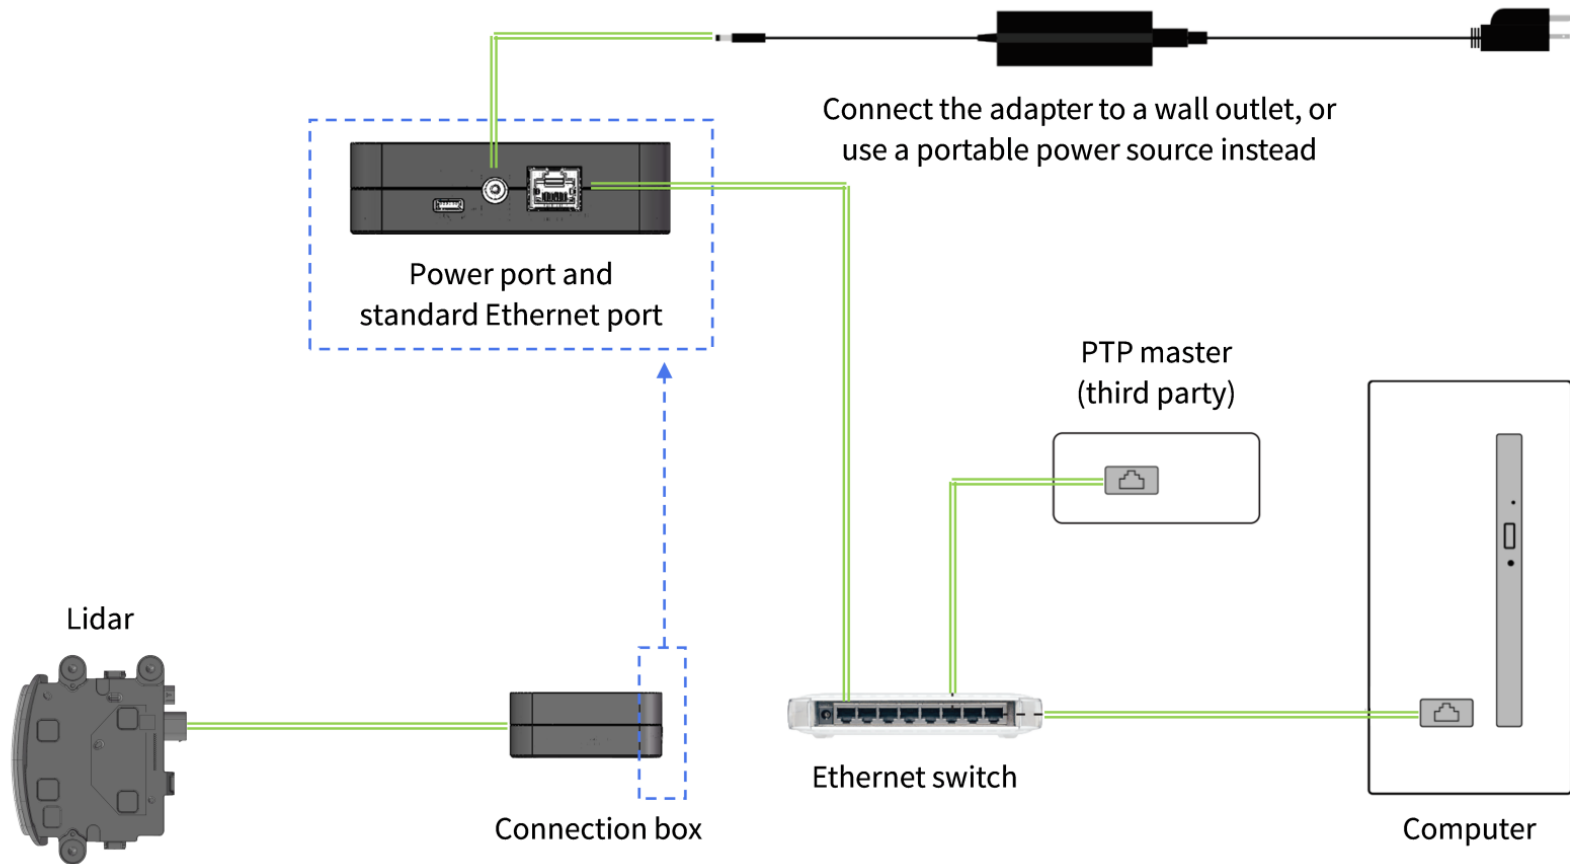 Connect the adapter to a wall outlet, or
use a portable power source instead
Power port and
standard Ethernet port
PTP master
(third party)
Lidar
Ethernet switch
Connection box
Computer